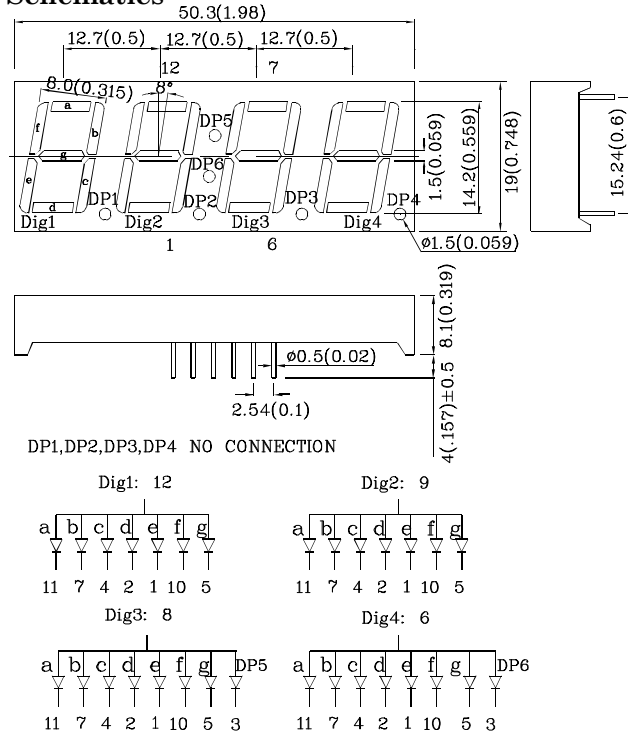 Schematics
50.3(1.98)
12.7(0.5) 12.7(0.5) 12.7(0.5)
12 7
8.0(0.315) 8°
a
f b
g
e c
d
DP5
DP6
DP1 DP2 DP3 DP4
Dig1 Dig2 Dig3 Dig4
1 6
1.5(0.059)
14.2(0.559)
19(0.748)
15.24(0.6)
ø1.5(0.059)
8.1(0.319)
ø0.5(0.02)
2.54(0.1)
4(.157)±0.5
DP1,DP2,DP3,DP4 NO CONNECTION
Dig1: 12 Dig2: 9
a b c d e f g a b c d e f g
11 7 4 2 1 10 5 11 7 4 2 1 10 5
Dig3: 8 Dig4: 6
a b c d e f g DP5 a b c d e f g DP6
11 7 4 2 1 10 5 3 11 7 4 2 1 10 5 3